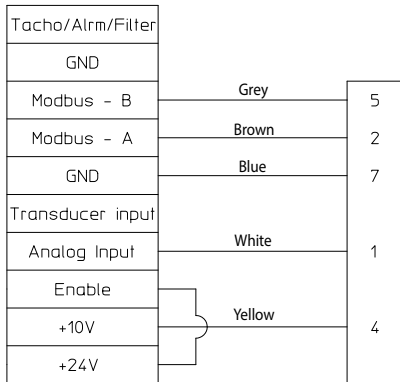 Tacho/Alrm/Filter
GND
Modbus - B Grey 5
Modbus - A Brown 2
GND Blue 7
Transducer input
Analog Input White 1
Enable
+10V Yellow 4
+24V